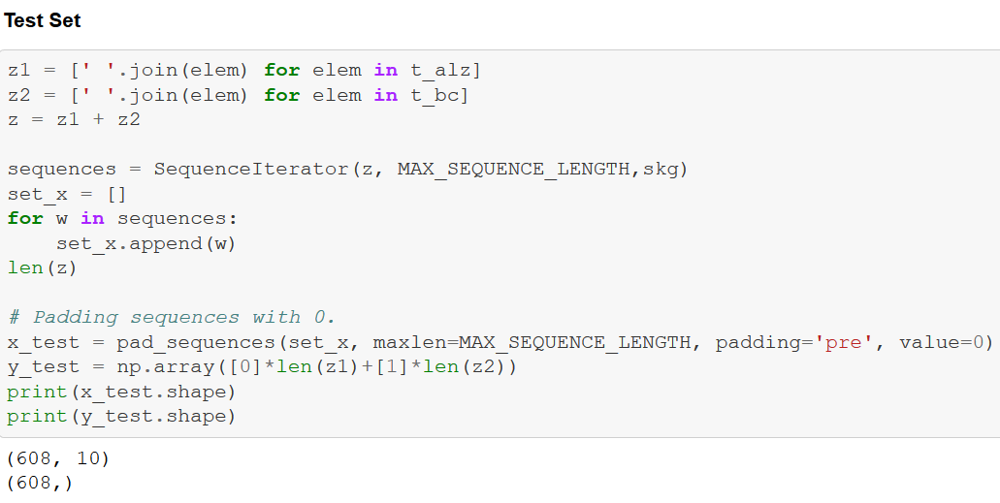 Test Set
z1 = [' '.join(elem) for elem in t_alz]
z2 = [' '.join(elem) for elem in t_bc]
z = z1 + z2
sequences = SequenceIterator(z, MAX_SEQUENCE_LENGTH,skg)
set_x = []
for w in sequences:
    set_x.append(w)
len(z)
# Padding sequences with 0.
x_test = pad_sequences(set_x, maxlen=MAX_SEQUENCE_LENGTH, padding='pre', value=0)
y_test = np.array([0]*len(z1)+[1]*len(z2))
print(x_test.shape)
print(y_test.shape)
(608, 10)
(608,)